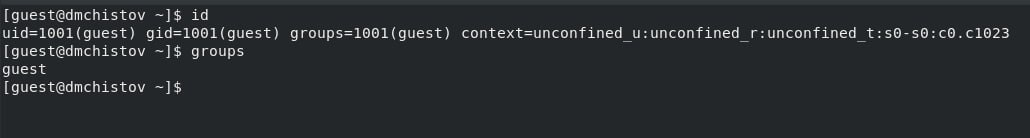 [guest@dmchistov ~]$ id
uid=1001(guest) gid=1001(guest) groups=1001(guest) context=unconfined_u:unconfined_r:unconfined_t:s0-s0:c0.c1023
[guest@dmchistov ~]$ groups
guest
[guest@dmchistov ~]$